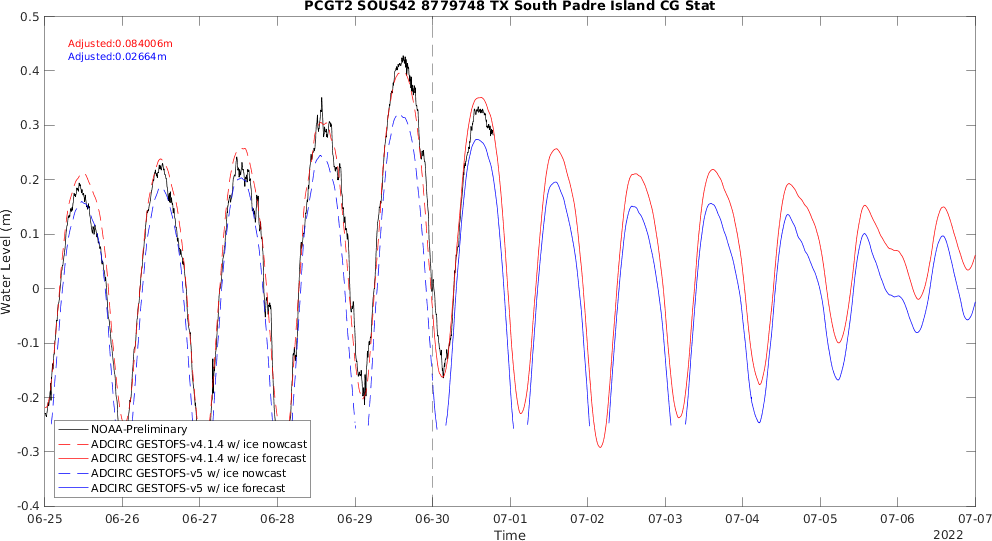 PCGT2 SOUS42 8779748 TX South Padre Island CG Stat
Adjusted:0.084006m
Adjusted:0.02664m
Water Level (m)
0.5
0.4
0.3
0.2
0.1
0
-0.1
-0.2
-0.3
-0.4
NOAA-Preliminary
ADCIRC GESTOFS-v4.1.4 w/ ice nowcast
ADCIRC GESTOFS-v4.1.4 w/ ice forecast
ADCIRC GESTOFS-v5 w/ ice nowcast
ADCIRC GESTOFS-v5 w/ ice forecast
06-25 06-26 06-27 06-28 06-29 06-30 07-01 07-02 07-03 07-04 07-05 07-06 07-07
Time
2022